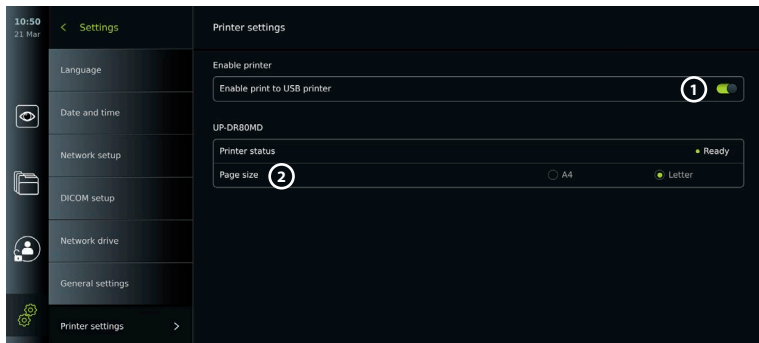 10:50
21 Mar
< Settings
Printer settings
Language
Date and time
Network setup
DICOM setup
Network drive
General settings
Printer settings >
Enable printer
Enable print to USB printer 1
UP-DR80MD
Printer status Ready
Page size 2 A4 Letter